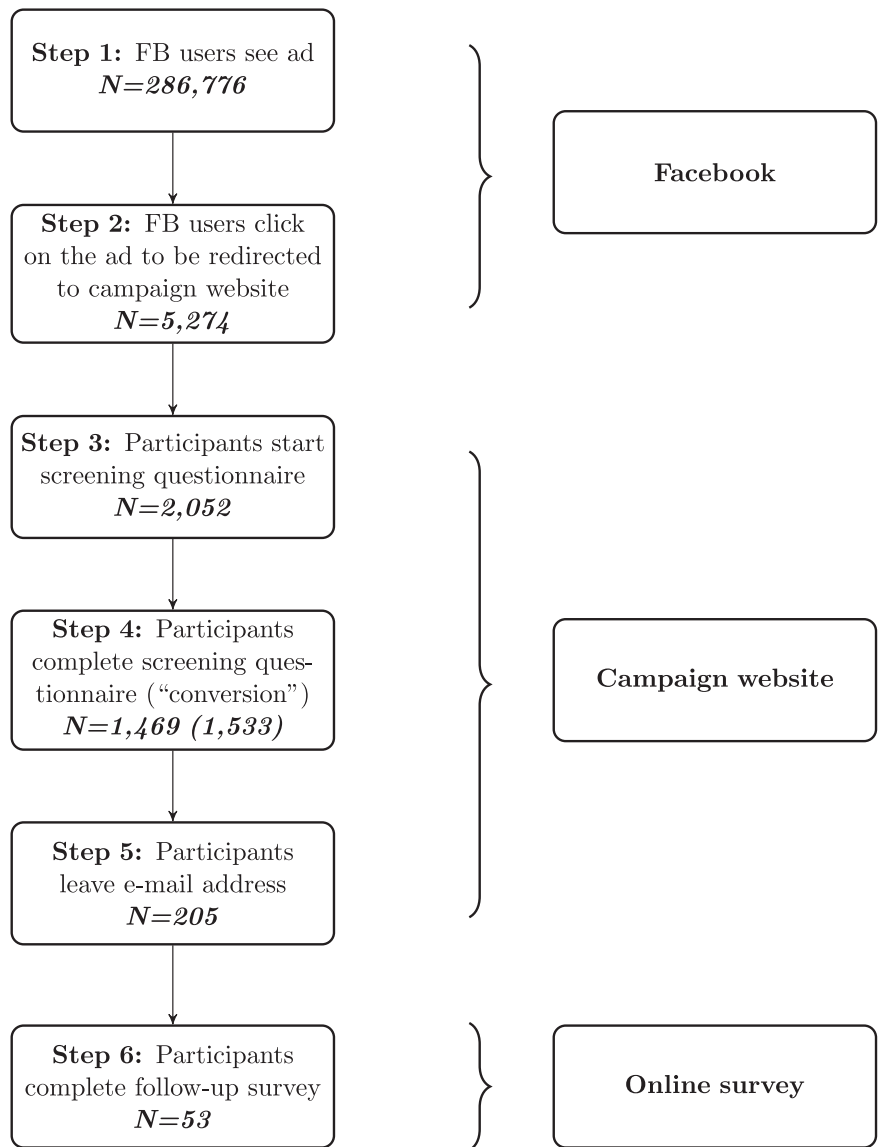 Step 1: FB users see ad
N=286,776
Facebook
Step 2: FB users click
on the ad to be redirected
to campaign website
N=5,274
Step 3: Participants start
screening questionnaire
N=2,052
Step 4: Participants
complete screening ques-
tionnaire (“conversion”)
N=1,469 (1,533)
Campaign website
Step 5: Participants
leave e-mail address
N=205
Step 6: Participants
complete follow-up survey
N=53
Online survey